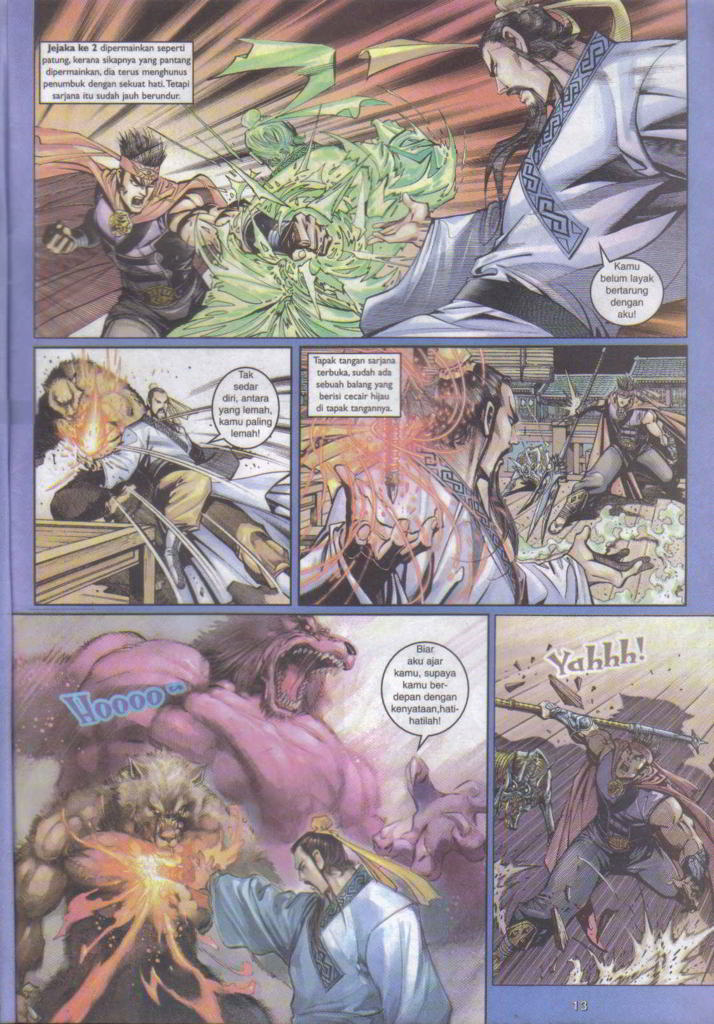 Jejaka ke 2 dipermainkan seperti
patung, kerana sikapnya yang pantang
dipermainkan, dia terus menghunus
penumbuk dengan sekuat hati. Tetapi
sarjana itu sudah jauh berundur.
Kamu
belum layak
bertarung
dengan
aku!
Tak
sedar
diri, antara
yang lemah,
kamu paling
lemah!
Tapak tangan sarjana
terbuka, sudah ada
sebuah balang yang
berisi cecair hijau
di tapak tangannya.
Biar
aku ajar
kamu, supaya
kamu ber-
depan dengan
kenyataan,hati-
hatilah!
Hoooooo
Yahhh!
13